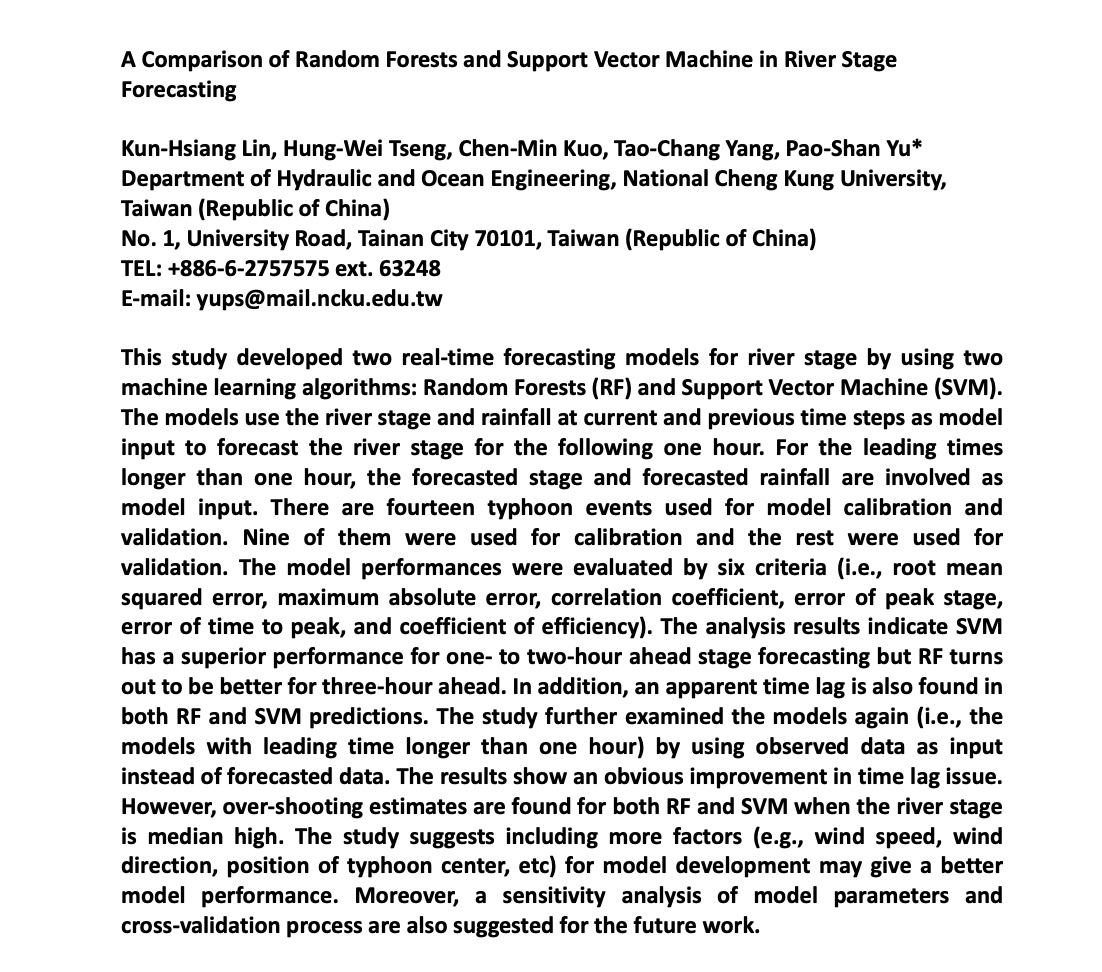 A Comparison of Random Forests and Support Vector Machine in River Stage
Forecasting
Kun-Hsiang Lin, Hung-Wei Tseng, Chen-Min Kuo, Tao-Chang Yang, Pao-Shan Yu*
Department of Hydraulic and Ocean Engineering, National Cheng Kung University,
Taiwan (Republic of China)
No. 1, University Road, Tainan City 70101, Taiwan (Republic of China)
TEL: +886-6-2757575 ext. 63248
E-mail: yups@mail.ncku.edu.tw
This study developed two real-time forecasting models for river stage by using two
machine learning algorithms: Random Forests (RF) and Support Vector Machine (SVM).
The models use the river stage and rainfall at current and previous time steps as model
input to forecast the river stage for the following one hour. For the leading times
longer than one hour, the forecasted stage and forecasted rainfall are involved as
model input. There are fourteen typhoon events used for model calibration and
validation. Nine of them were used for calibration and the rest were used for
validation. The model performances were evaluated by six criteria (i.e., root mean
squared error, maximum absolute error, correlation coefficient, error of peak stage,
error of time to peak, and coefficient of efficiency). The analysis results indicate SVM
has a superior performance for one- to two-hour ahead stage forecasting but RF turns
out to be better for three-hour ahead. In addition, an apparent time lag is also found in
both RF and SVM predictions. The study further examined the models again (i.e., the
models with leading time longer than one hour) by using observed data as input
instead of forecasted data. The results show an obvious improvement in time lag issue.
However, over-shooting estimates are found for both RF and SVM when the river stage
is median high. The study suggests including more factors (e.g., wind speed, wind
direction, position of typhoon center, etc) for model development may give a better
model performance. Moreover, a sensitivity analysis of model parameters and
cross-validation process are also suggested for the future work.